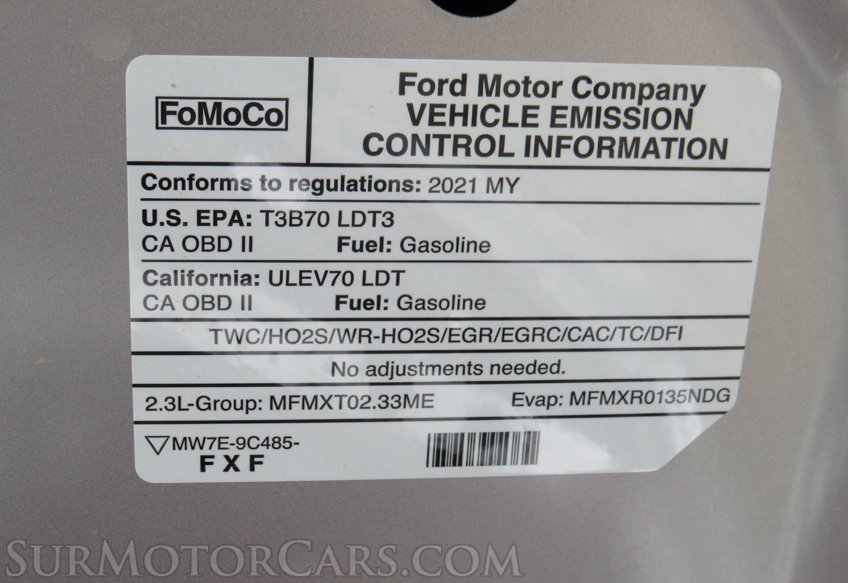 FoMoCo
Ford Motor Company
VEHICLE EMISSION
CONTROL INFORMATION
Conforms to regulations: 2021 MY
U.S. EPA: T3B70 LDT3
CA OBD II Fuel: Gasoline
California: ULEV70 LDT
CA OBD II Fuel: Gasoline
TWC/HO2S/WR-HO2S/EGR/EGRC/CAC/TC/DFI
No adjustments needed.
2.3L-Group: MFMXT02.33ME Evap: MFMXR0135NDG
MW7E-9C485-
FXF
SURMOTORCARS.COM